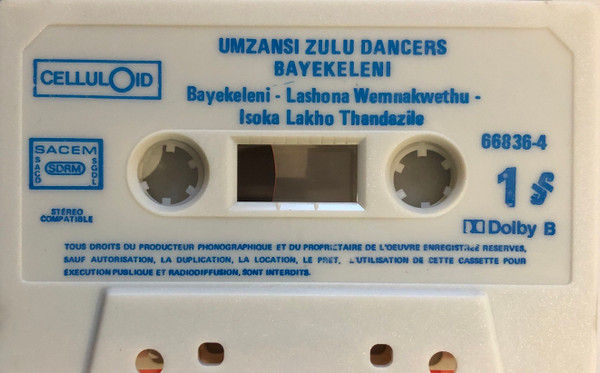 UMZANSI ZULU DANCERS
BAYEKELENI
CELLULOID
Bayekeleni - Lashona Wemnakwethu -
Isoka Lakho Thandazile
66836-4
SACEM
SACD
SDRM
SGDL
STÉREO
COMPATIBLE
1
Dolby B
TOUS DROITS DU PRODUCTEUR PHONOGRAPHIQUE ET DU PROPRIETAIRE DE L'OEUVRE ENREGISTREE RESERVES,
SAUF AUTORISATION, LA DUPLICATION, LA LOCATION, LE PRET, L'UTILISATION DE CETTE CASSETTE POUR
EXECUTION PUBLIQUE ET RADIODIFFUSION, SONT INTERDITS.